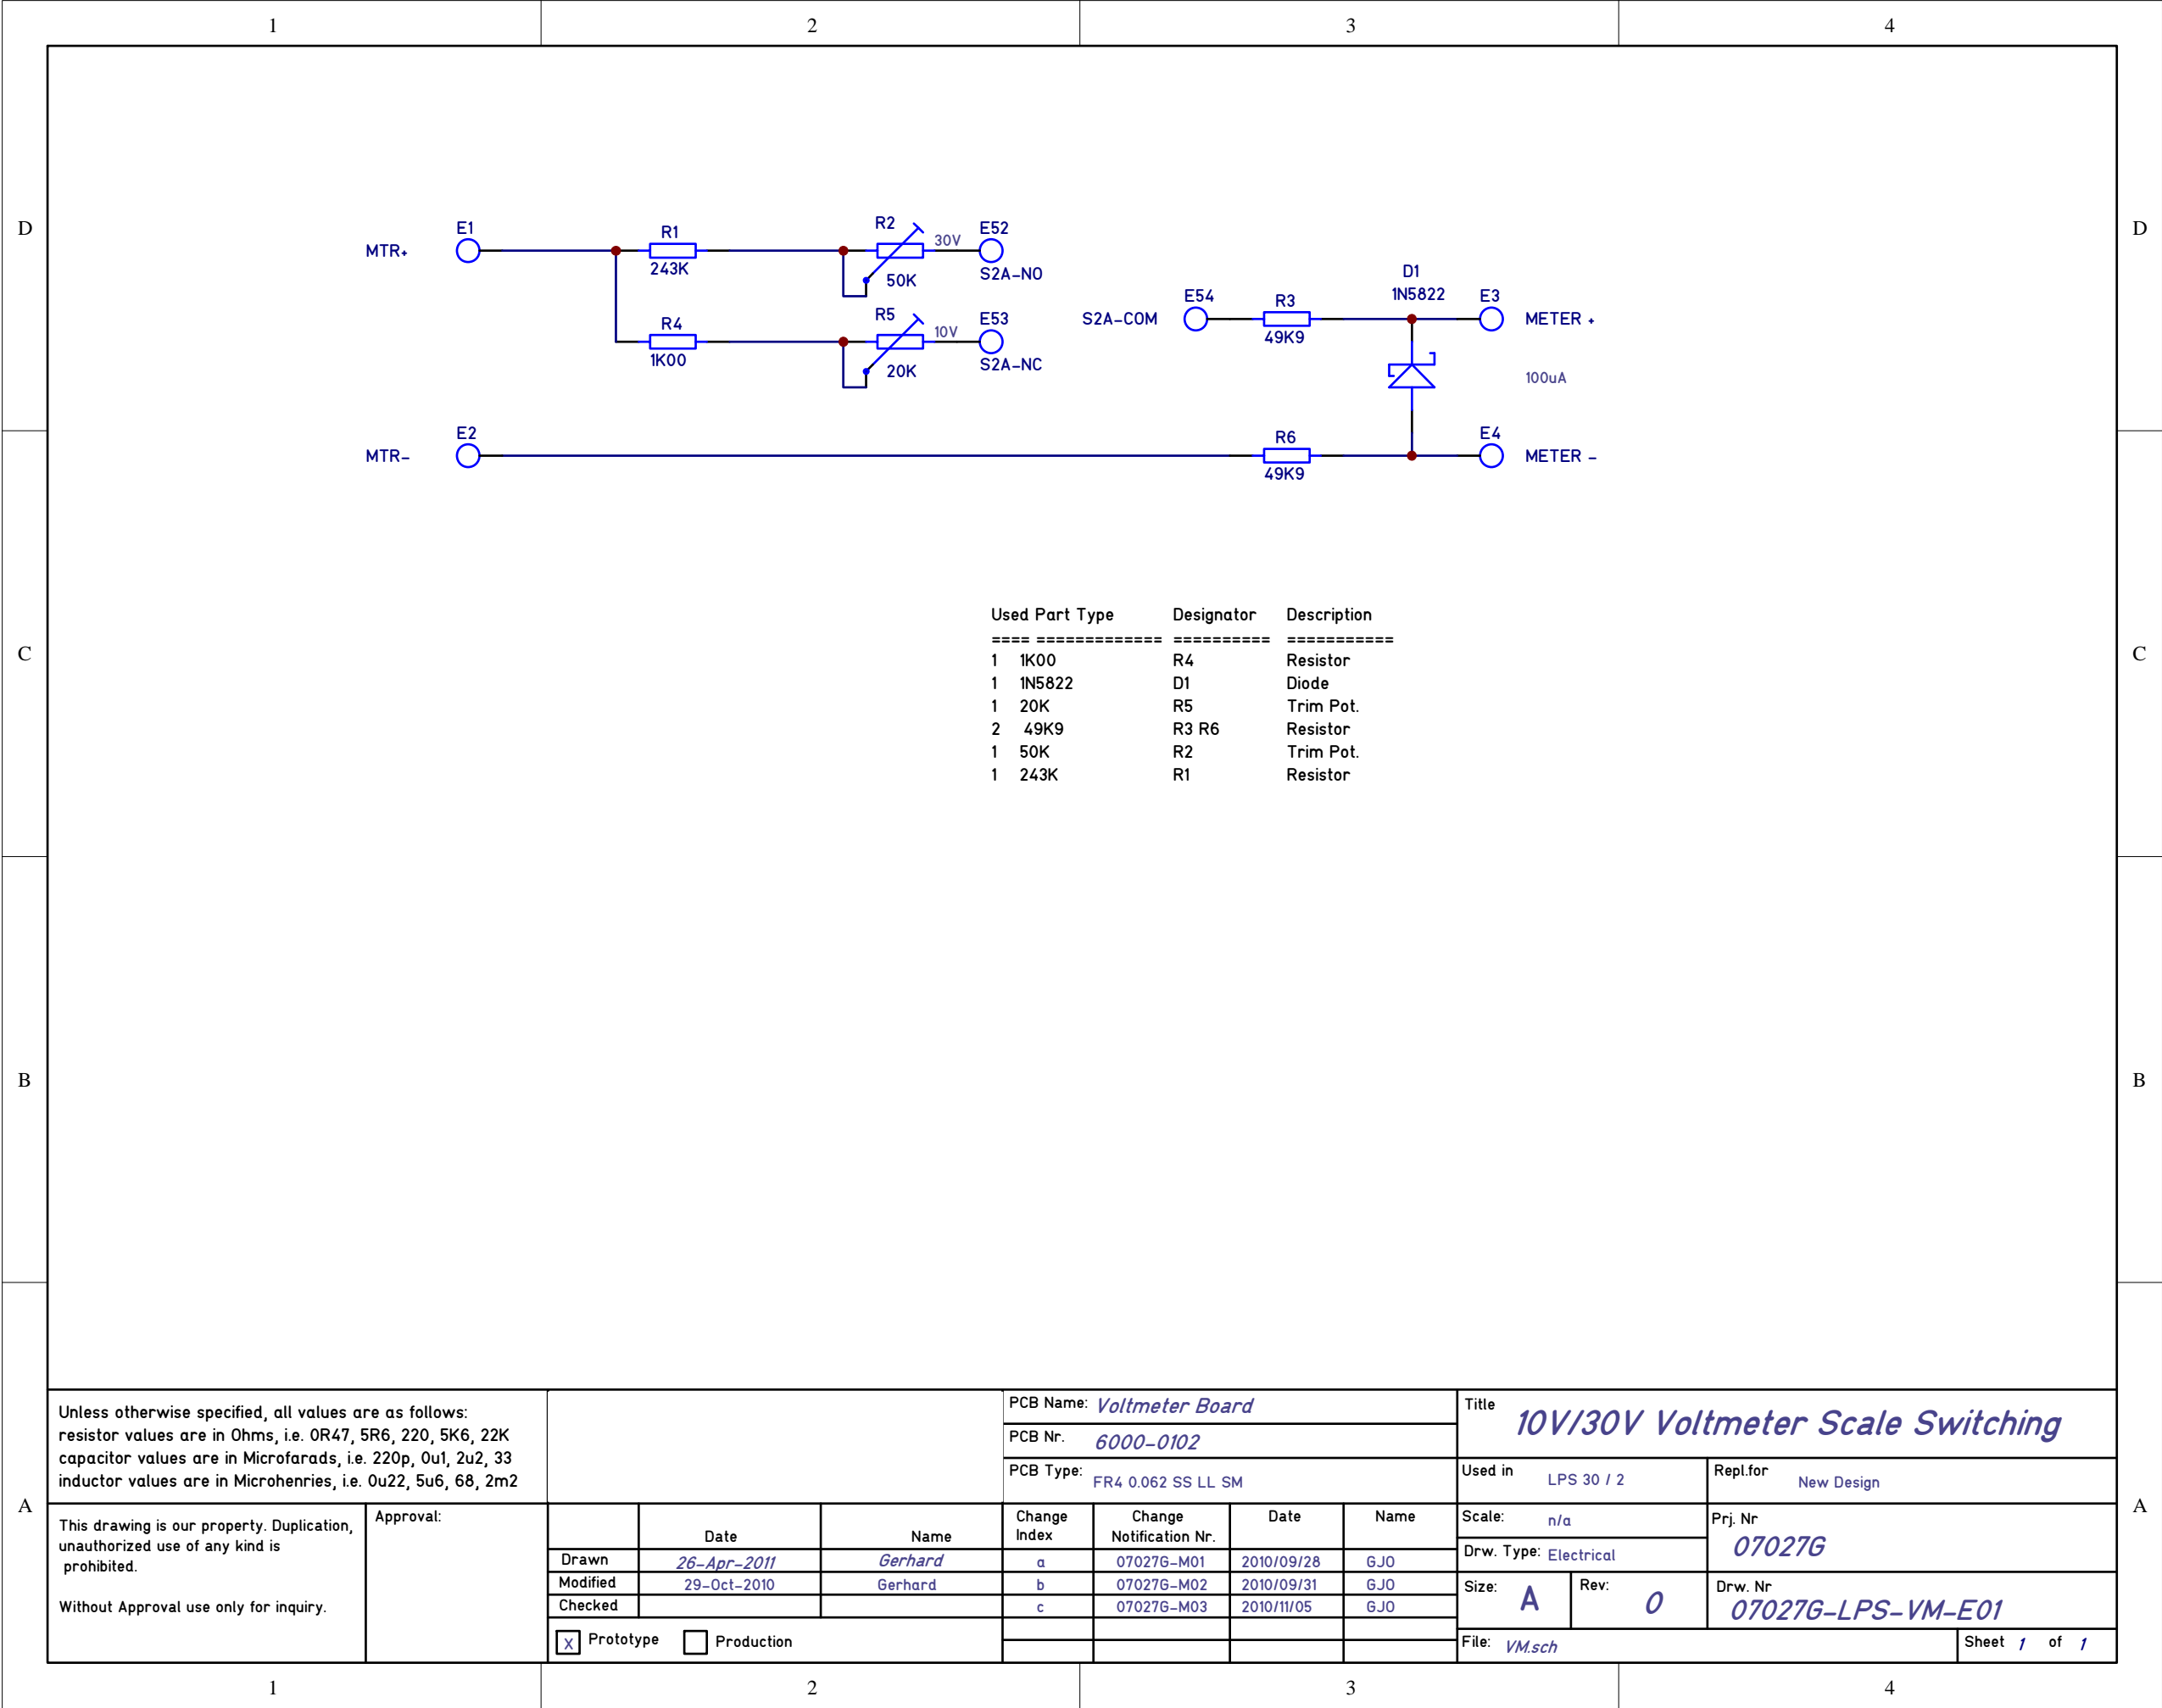 1 2 3 4
D D
E1
MTR+
R1
243K
R2
30V
50K
E52
S2A-NO
R4
1K00
R5
10V
20K
E53
S2A-NC
D1
1N5822
E54
S2A-COM
R3
49K9
E3
METER +
100uA
E2
MTR-
R6
49K9
E4
METER -
C C
Used Part Type Designator Description
==== ============= ========== ===========
1 1K00 R4 Resistor
1 1N5822 D1 Diode
1 20K R5 Trim Pot.
2 49K9 R3 R6 Resistor
1 50K R2 Trim Pot.
1 243K R1 Resistor
B B
A A
Unless otherwise specified, all values are as follows:
resistor values are in Ohms, i.e. 0R47, 5R6, 220, 5K6, 22K
capacitor values are in Microfarads, i.e. 220p, 0u1, 2u2, 33
inductor values are in Microhenries, i.e. 0u22, 5u6, 68, 2m2
This drawing is our property. Duplication,
unauthorized use of any kind is
prohibited.
Without Approval use only for inquiry.
Approval:
Date Name
Drawn 26-Apr-2011 Gerhard
Modified 29-Oct-2010 Gerhard
Checked
x Prototype Production
PCB Name: Voltmeter Board
PCB Nr. 6000-0102
PCB Type: FR4 0.062 SS LL SM
Change Index Change Notification Nr. Date Name
a 07027G-M01 2010/09/28 GJO
b 07027G-M02 2010/09/31 GJO
c 07027G-M03 2010/11/05 GJO
Title 10V/30V Voltmeter Scale Switching
Used in LPS 30 / 2
Repl.for New Design
Scale: n/a
Prj. Nr 07027G
Drw. Type: Electrical
Size: A
Rev: 0
Drw. Nr 07027G-LPS-VM-E01
File: VM.sch
Sheet 1 of 1
1 2 3 4